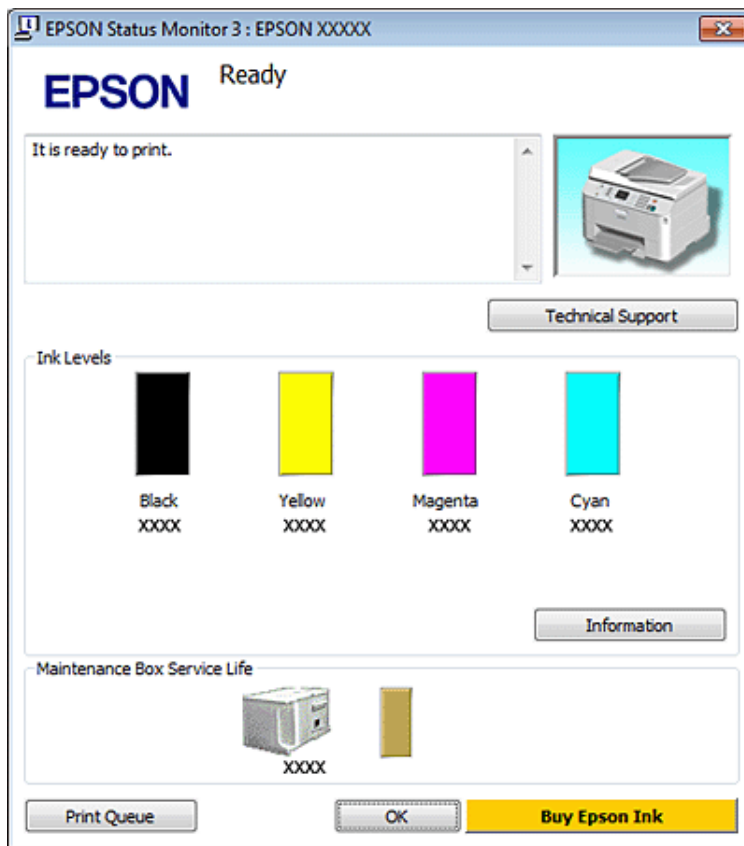 EPSON Status Monitor 3 : EPSON XXXXX
EPSON
Ready
It is ready to print.
Technical Support
Ink Levels
Black Yellow Magenta Cyan
XXXX XXXX XXXX XXXX
Information
Maintenance Box Service Life
XXXX
Print Queue OK Buy Epson Ink